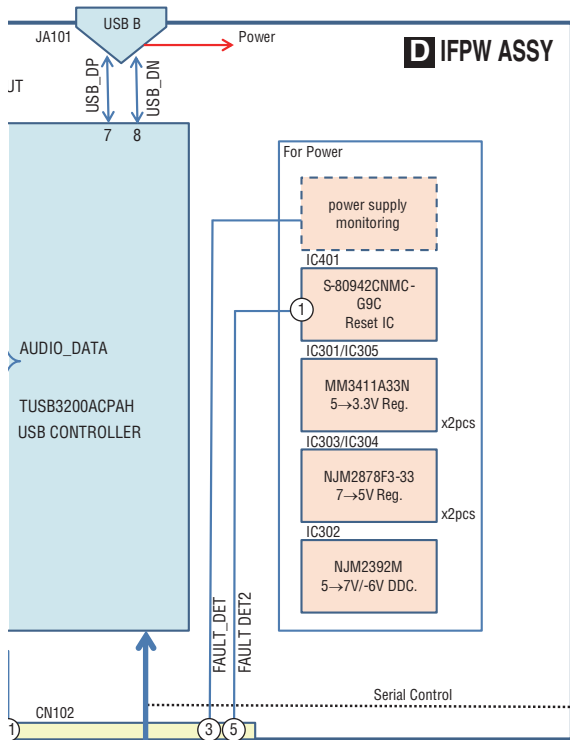 USB B
JA101
Power
D IFPW ASSY
UT
USB_DP
USB_DN
7 8
For Power
power supply
monitoring
IC401
S-80942CNMC-
G9C
Reset IC
1
IC301/IC305
MM3411A33N
5→3.3V Reg.
x2pcs
IC303/IC304
NJM2878F3-33
7→5V Reg.
x2pcs
IC302
NJM2392M
5→7V/-6V DDC.
AUDIO_DATA
TUSB3200ACPAH
USB CONTROLLER
FAULT_DET
FAULT DET2
Serial Control
CN102
1
3
5